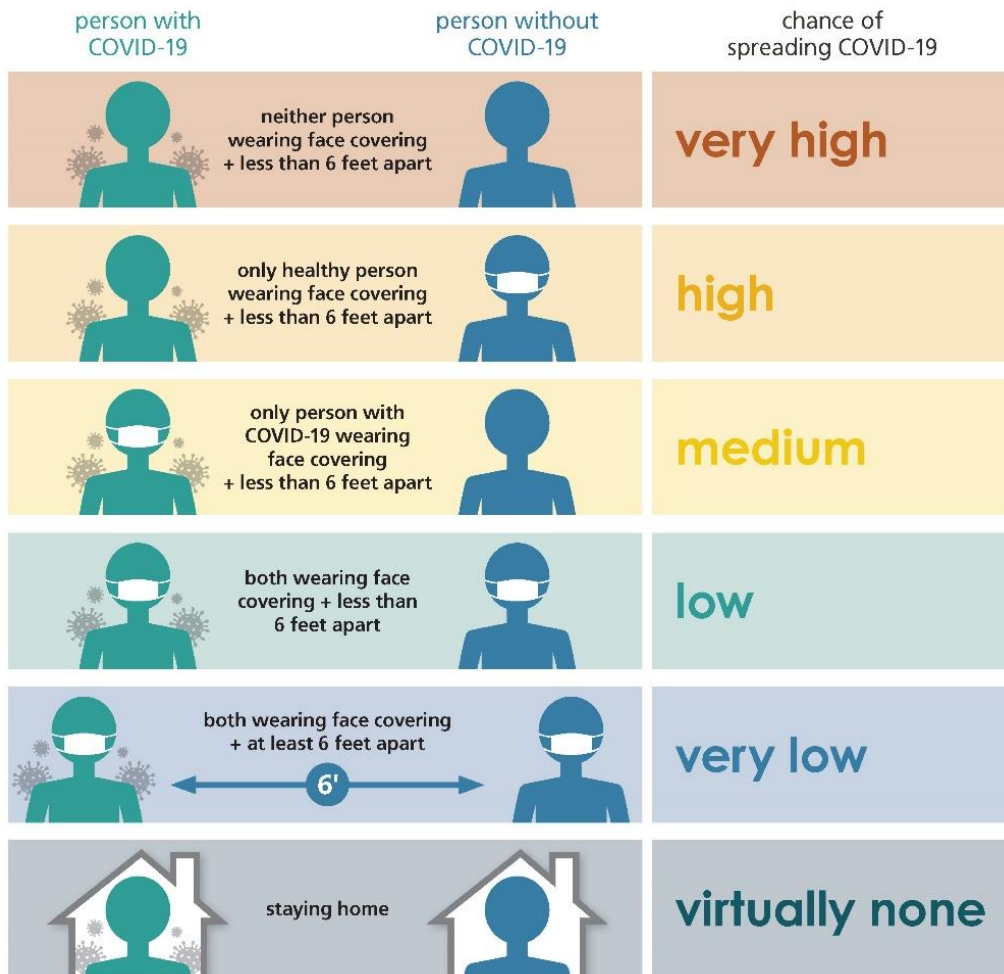 person with
COVID-19
person without
COVID-19
chance of
spreading COVID-19
neither person
wearing face covering
+ less than 6 feet apart
very high
only healthy person
wearing face covering
+ less than 6 feet apart
high
only person with
COVID-19 wearing
face covering
+ less than 6 feet apart
medium
both wearing face
covering + less than
6 feet apart
low
both wearing face covering
+ at least 6 feet apart
6'
very low
staying home
virtually none